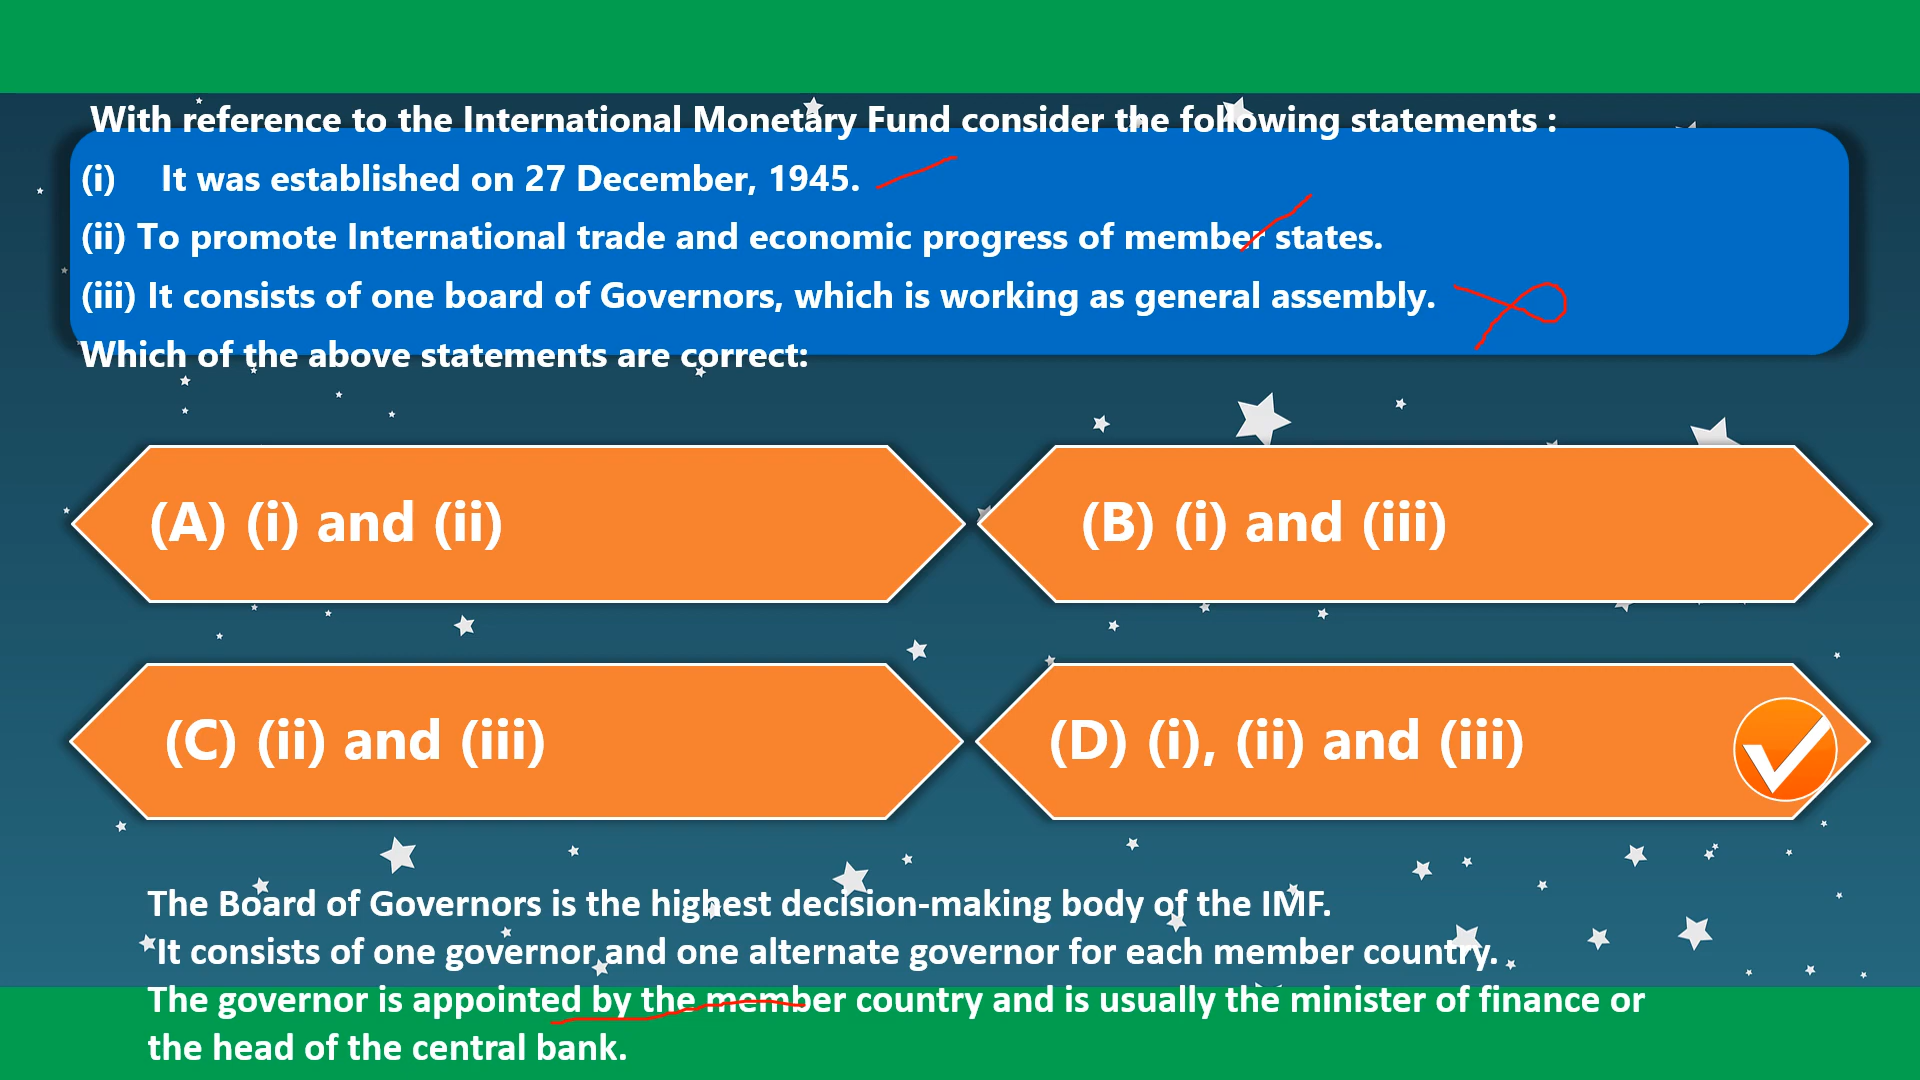 With reference to the International Monetary Fund consider the following statements :
(i) It was established on 27 December, 1945.
(ii) To promote International trade and economic progress of member states.
(iii) It consists of one board of Governors, which is working as general assembly.
Which of the above statements are correct:
(A) (i) and (ii)
(B) (i) and (iii)
(C) (ii) and (iii)
(D) (i), (ii) and (iii)
The Board of Governors is the highest decision-making body of the IMF.
It consists of one governor and one alternate governor for each member country.
The governor is appointed by the member country and is usually the minister of finance or
the head of the central bank.